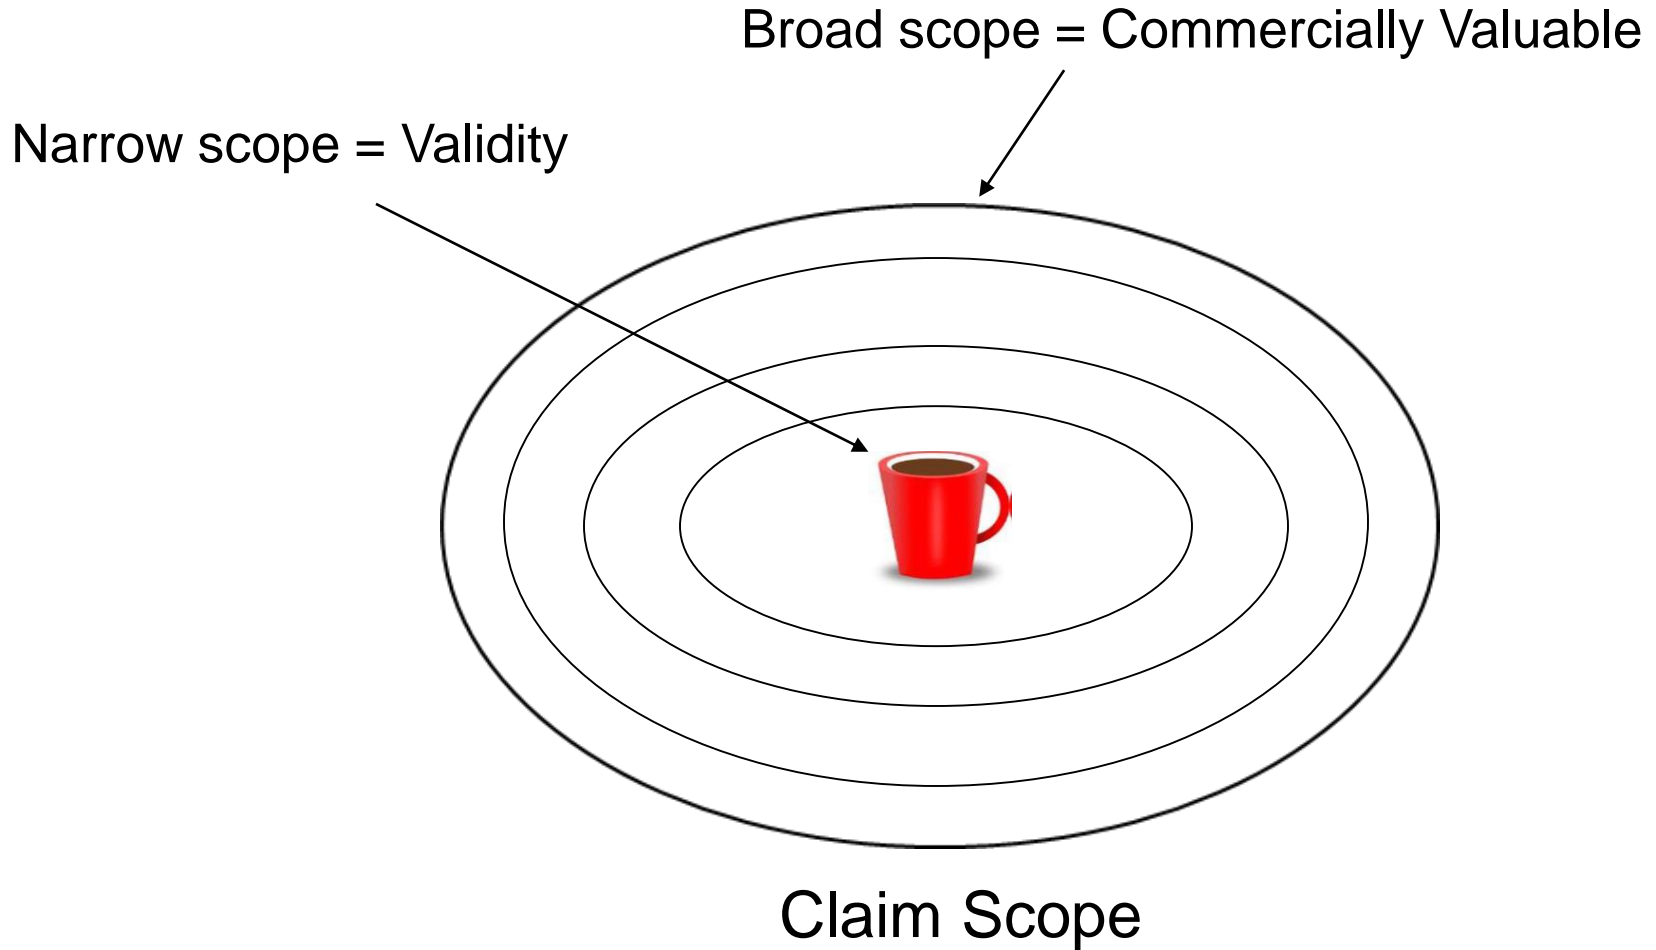 Broad scope = Commercially Valuable
Narrow scope = Validity
Claim Scope